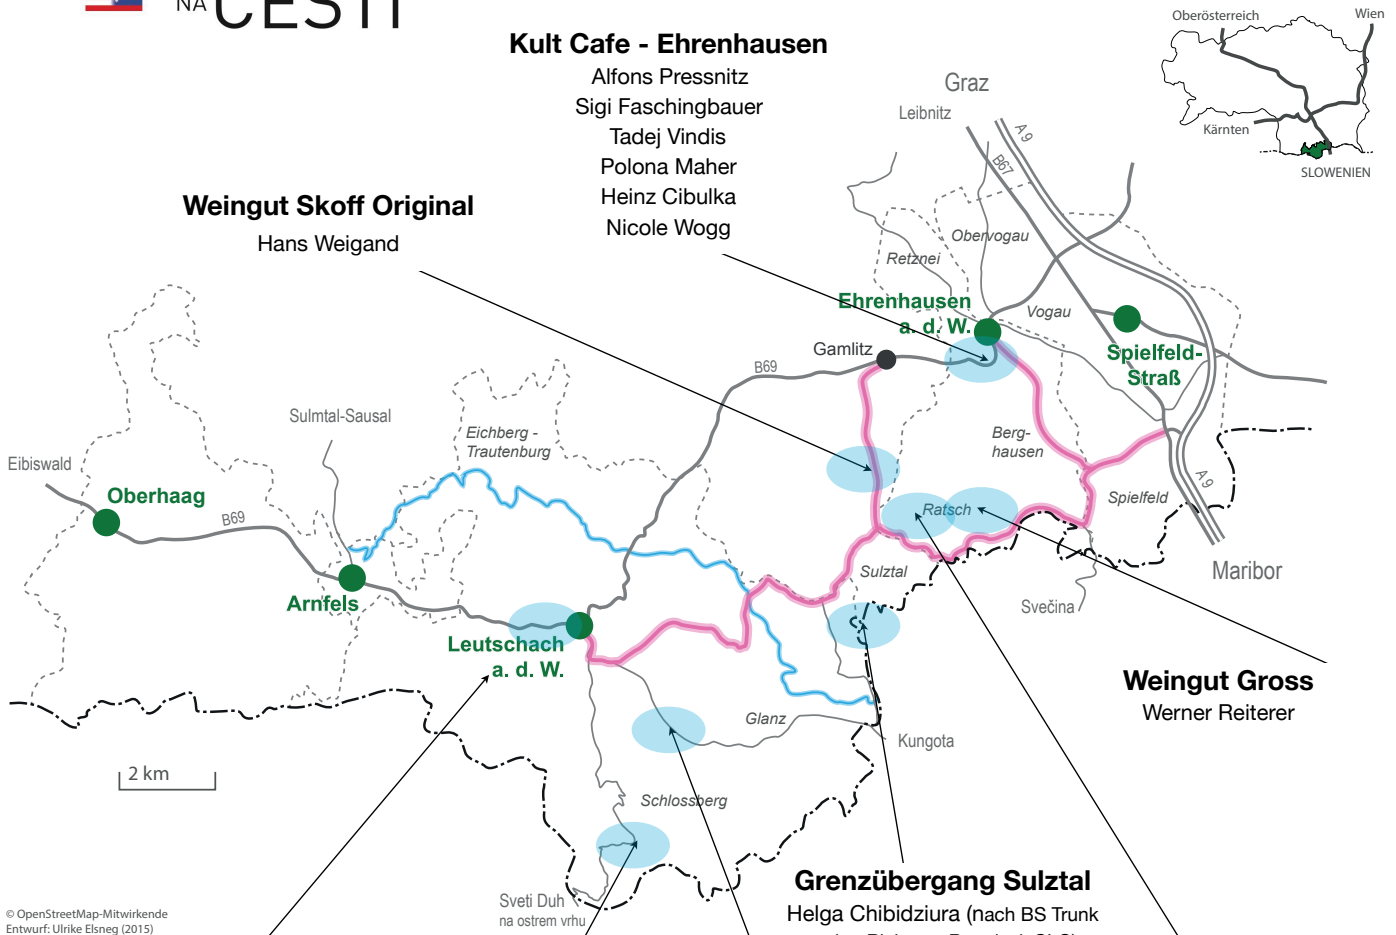 NA CESTI
Kult Cafe - Ehrenhausen
Alfons Pressnitz
Sigi Faschingbauer
Tadej Vindis
Polona Maher
Heinz Cibulka
Nicole Wogg
Weingut Skoff Original
Hans Weigand
Oberösterreich
Wien
Kärnten
SLOWENIEN
Graz
Leibnitz
A 9
B67
Obervogau
Retznei
Ehrenhausen
a. d. W.
Vogau
Spielfeld-
Straß
Gamlitz
B69
Sulmtal-Sausal
Eichberg -
Trautenburg
Berg-
hausen
Eibiswald
Oberhaag
B69
Ratsch
Spielfeld
A 9
Arnfels
Sulztal
Maribor
Svečina
Leutschach
a. d. W.
Weingut Gross
Werner Reiterer
Glanz
Kungota
2 km
Schlossberg
Grenzübergang Sulztal
Helga Chibidziura (nach BS Trunk
Sveti Duh
na ostrem vrhu
© OpenStreetMap-Mitwirkende
Entwurf: Ulrike Elsneg (2015)